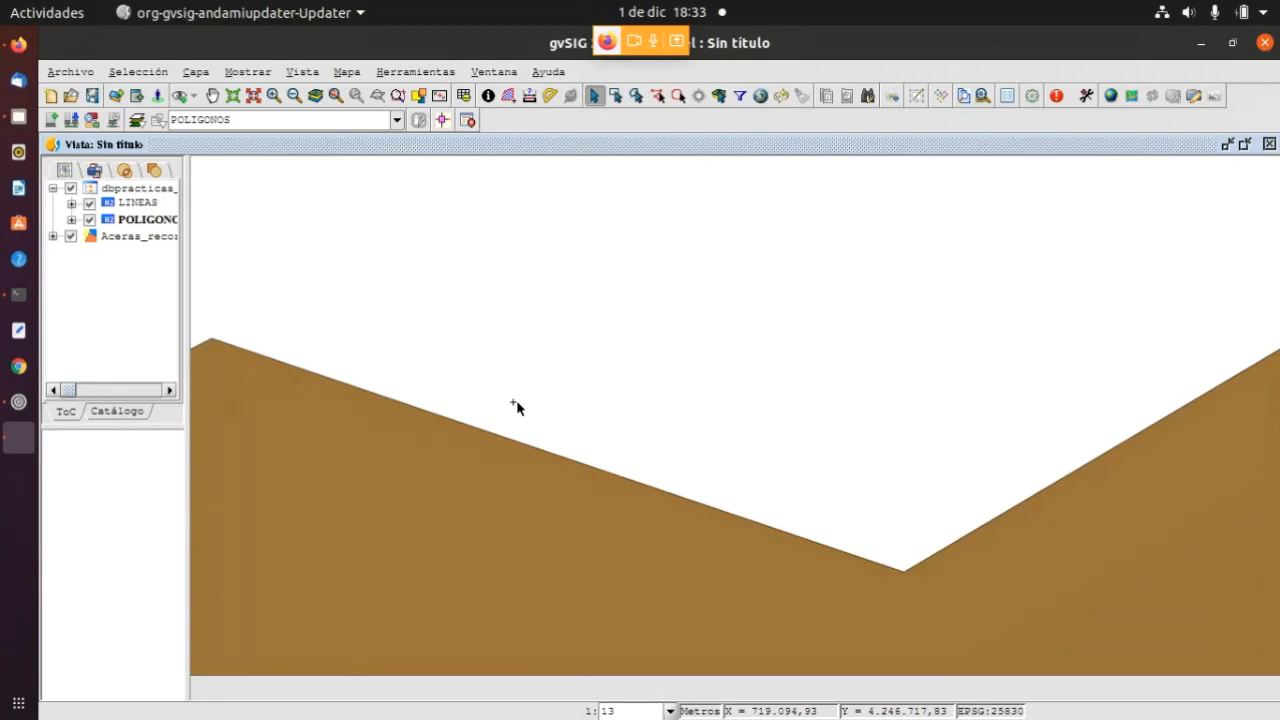 Actividades
org-gvsig-andamiupdater-Updater
1 de dic 18:33
gvSIG
: Sin título
Archivo Selección Capa Mostrar Vista Mapa Herramientas Ventana Ayuda
POLIGONOS
Vista: Sin título
dbpracticas_
LINEAS
POLIGONO
Aceras_reco
ToC Catálogo
1: 13 Metros X = 719.094,93 Y = 4.246.717,83 EPSG:25830